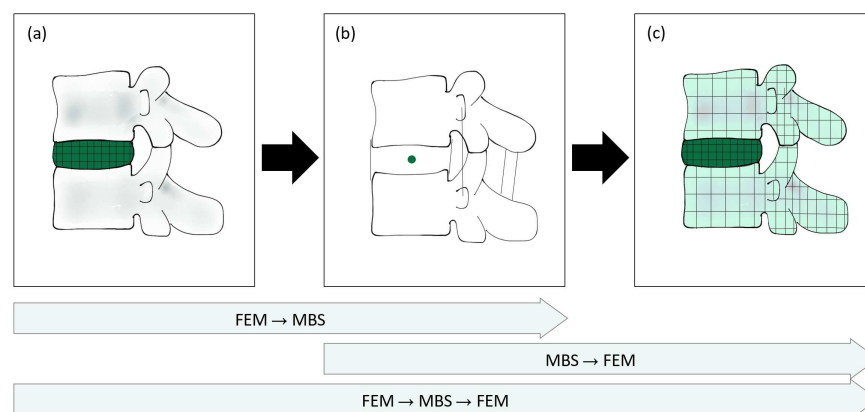 (a)
(b)
(c)
FEM → MBS
MBS → FEM
FEM → MBS → FEM